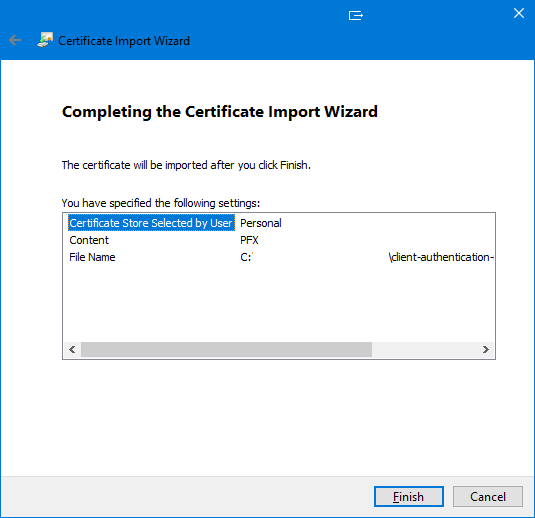 Certificate Import Wizard
Completing the Certificate Import Wizard
The certificate will be imported after you click Finish.
You have specified the following settings:
Certificate Store Selected by User Personal
Content PFX
File Name C:' \client-authentication-
Finish Cancel